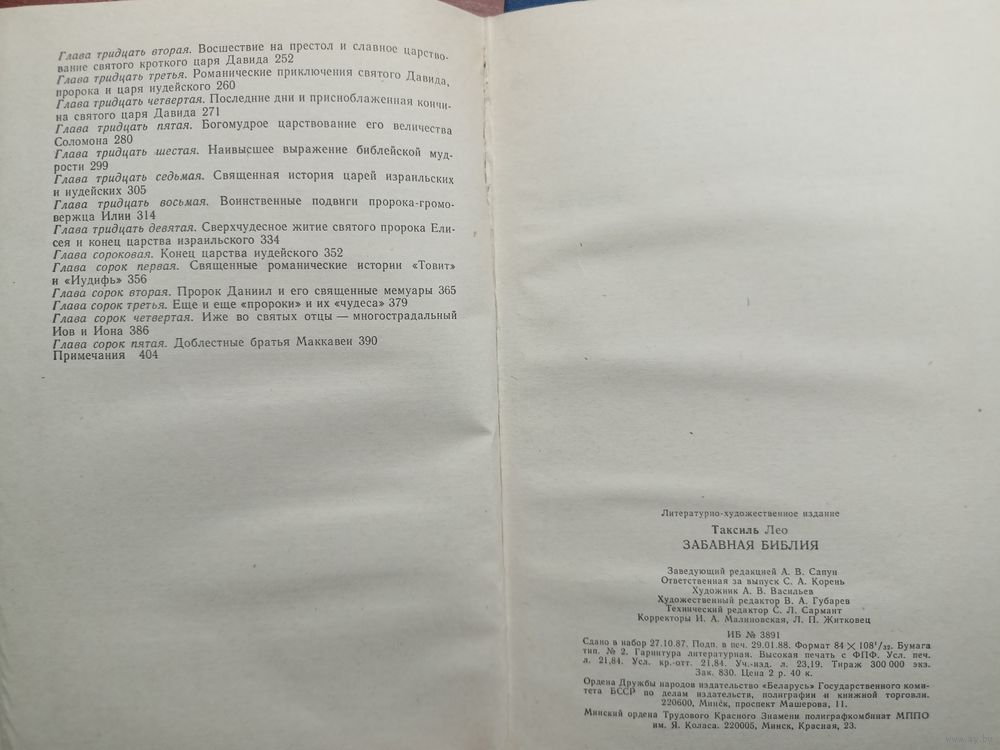 Глава тридцать вторая. Восшествие на престол и славное царство-
вание святого кроткого царя Давида 252
Глава тридцать третья. Романические приключения святого Давида,
пророка и царя иудейского 260
Глава тридцать четвертая. Последние дни и присноблаженная кончи-
на святого царя Давида 271
Глава тридцать пятая. Богомудрое царствование его величества
Соломона 280
Глава тридцать шестая. Наивысшее выражение библейской муд-
рости 299
Глава тридцать седьмая. Священная история царей израильских
и иудейских 305
Глава тридцать восьмая. Воинственные подвиги пророка-громо-
вержца Илии 314
Глава тридцать девятая. Сверхчудесное житие святого пророка Ели-
сея и конец царства израильского 334
Глава сороковая. Конец царства иудейского 352
Глава сорок первая. Священные романические истории «Товит»
и «Иудифь» 356
Глава сорок вторая. Пророк Даниил и его священные мемуары 365
Глава сорок третья. Еще и еще «пророки» и их «чудеса» 379
Глава сорок четвертая. Иже во святых отцы — многострадальный
Иов и Иона 386
Глава сорок пятая. Доблестные братья Маккавеи 390
Примечания 404
Литературно-художественное издание
Таксиль Лео
ЗАБАВНАЯ БИБЛИЯ
Заведующий редакцией А. В. Сапун
Ответственная за выпуск С. А. Корень
Художник А. В. Васильев
Художественный редактор В. А. Губарев
Технический редактор С. Л. Сармант
Корректоры И. А. Малиновская, Л. П. Житковец
ИБ № 3891
Сдано в набор 27.10.87. Подп. в печ. 29.01.88. Формат 84 × 108¹/₃₂. Бумага
тип. № 2. Гарнитура литературная. Высокая печать с ФПФ. Усл. печ.
л. 21,84. Усл. кр.-отт. 21,84. Уч.-изд. л. 23,19. Тираж 300 000 экз.
Зак. 830. Цена 2 р. 40 к.
Ордена Дружбы народов издательство «Беларусь» Государственного коми-
тета БССР по делам издательств, полиграфии и книжной торговли.
220600, Минск, проспект Машерова, 11.
Минский ордена Трудового Красного Знамени полиграфкомбинат МППО
им. Я. Коласа. 220005, Минск, Красная, 23.
www.ay.by